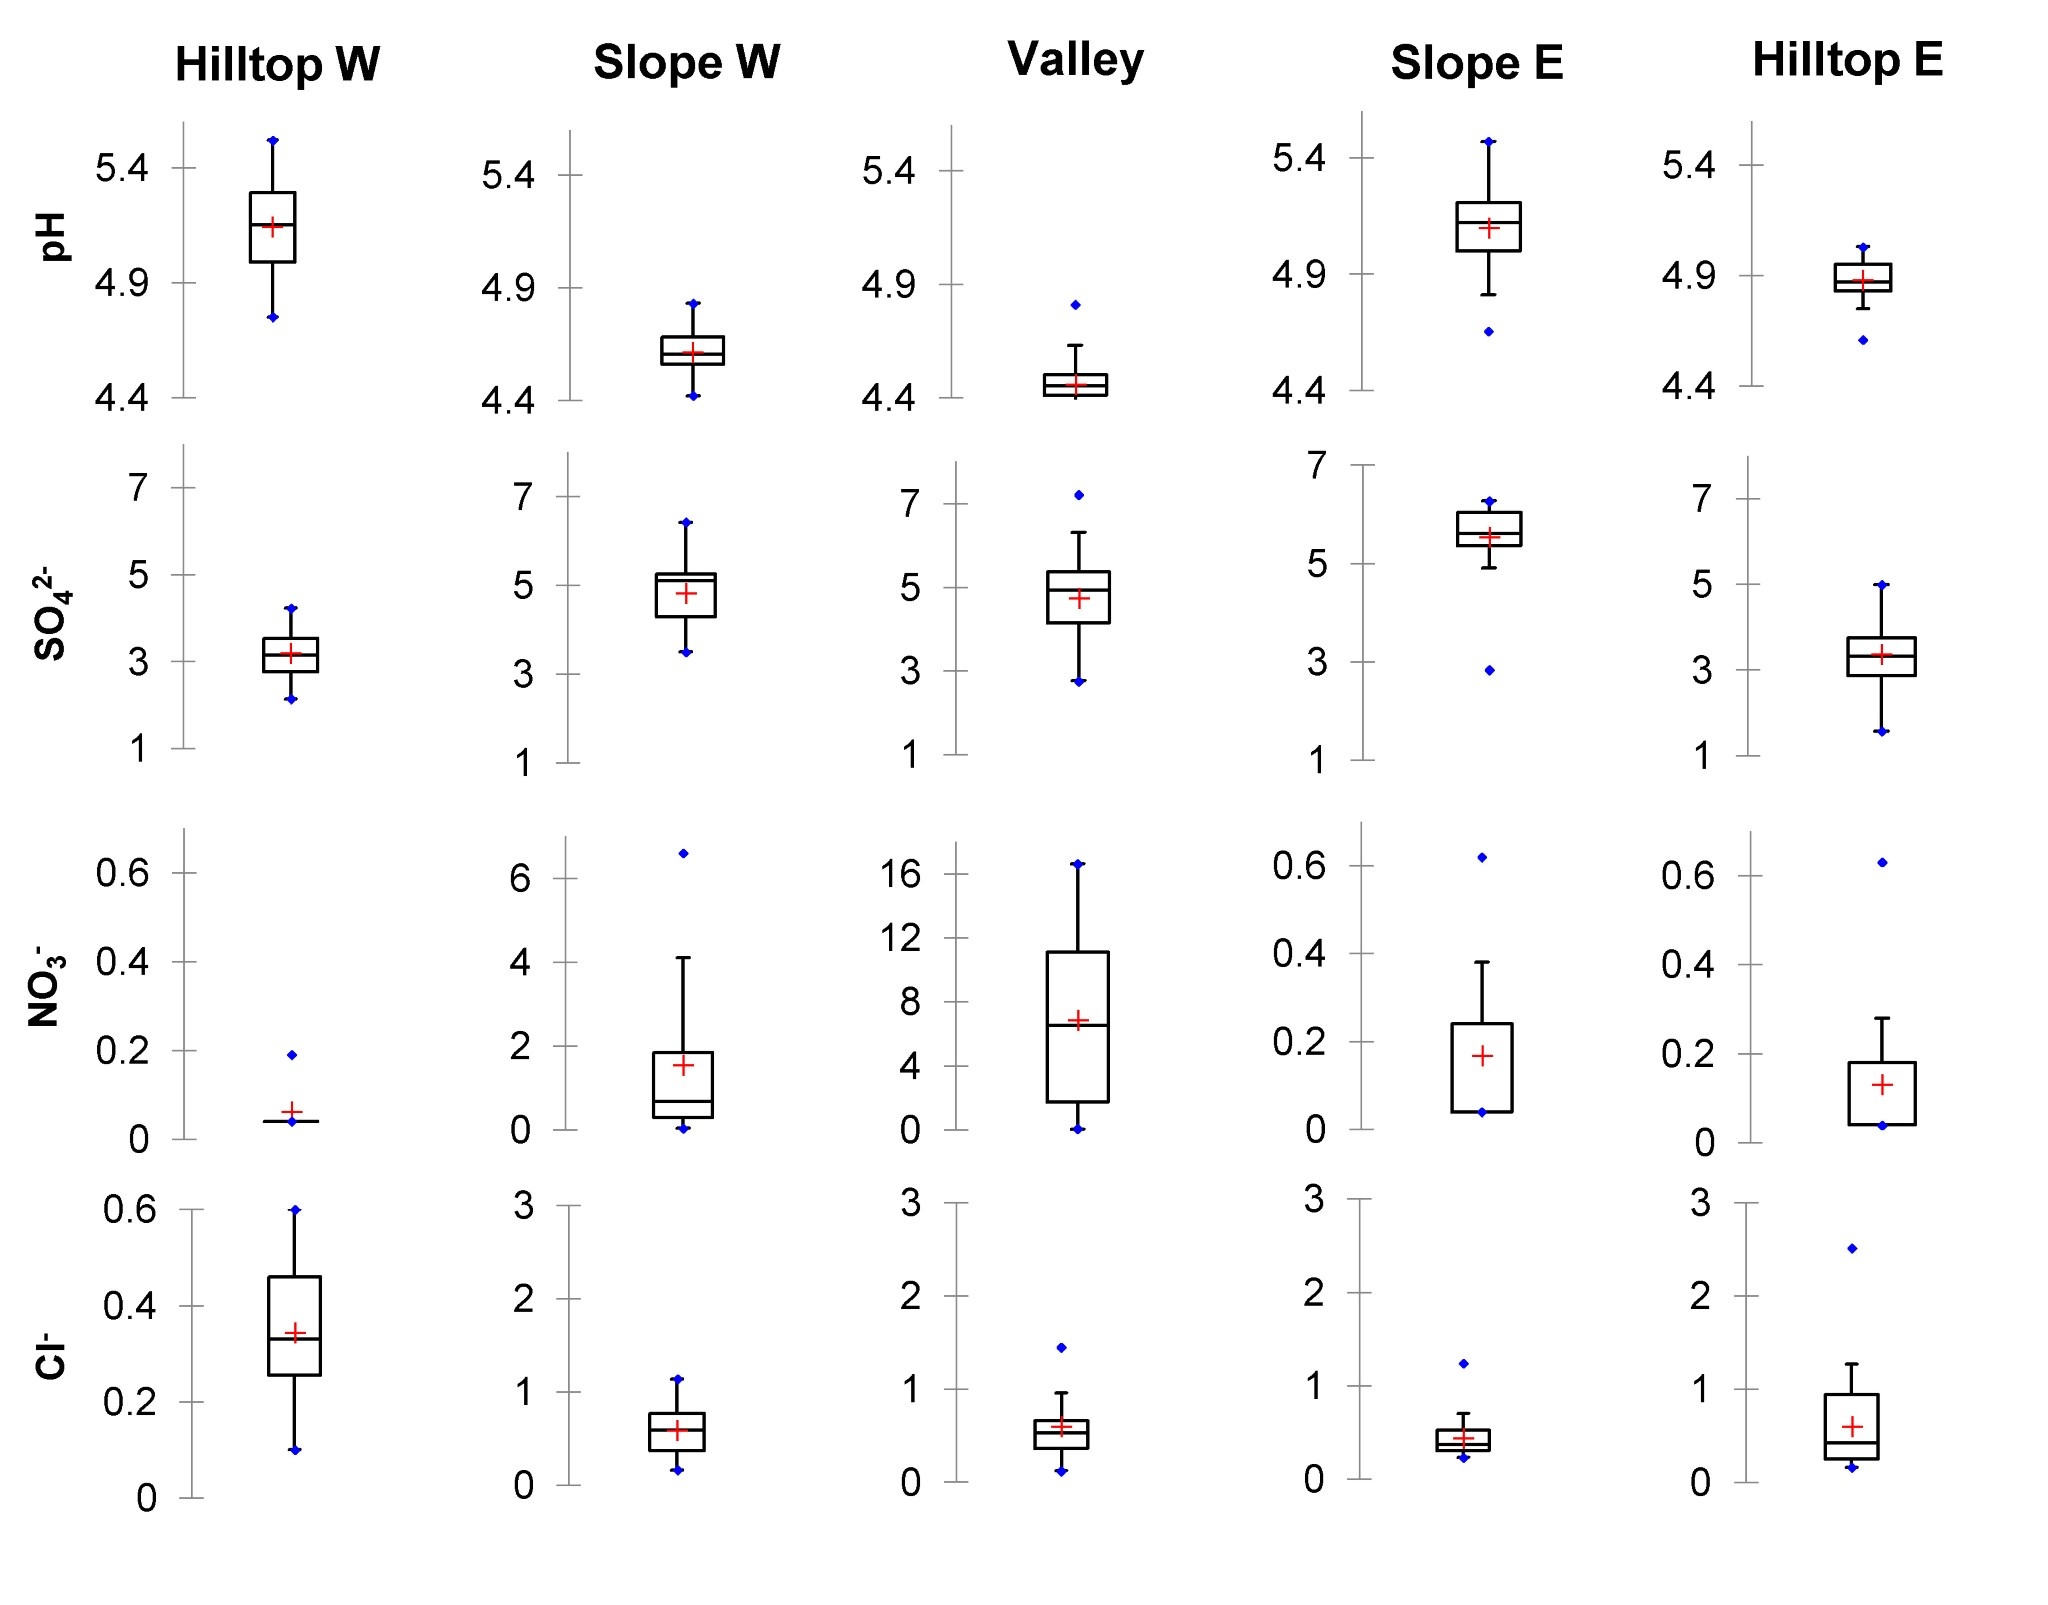 Hilltop W Slope W Valley Slope E Hilltop E
pH
5.4 5.4 5.4 5.4 5.4
4.9 4.9 4.9 4.9 4.9
4.4 4.4 4.4 4.4 4.4
SO₄²⁻
7 7 7 7 7
5 5 5 5 5
3 3 3 3 3
1 1 1 1 1
NO₃⁻
0.6 6 16 0.6 0.6
12
0.4 4 8 0.4 0.4
0.2 2 4 0.2 0.2
0 0 0 0 0
Cl⁻
0.6 3 3 3 3
0.4 2 2 2 2
0.2 1 1 1 1
0 0 0 0 0